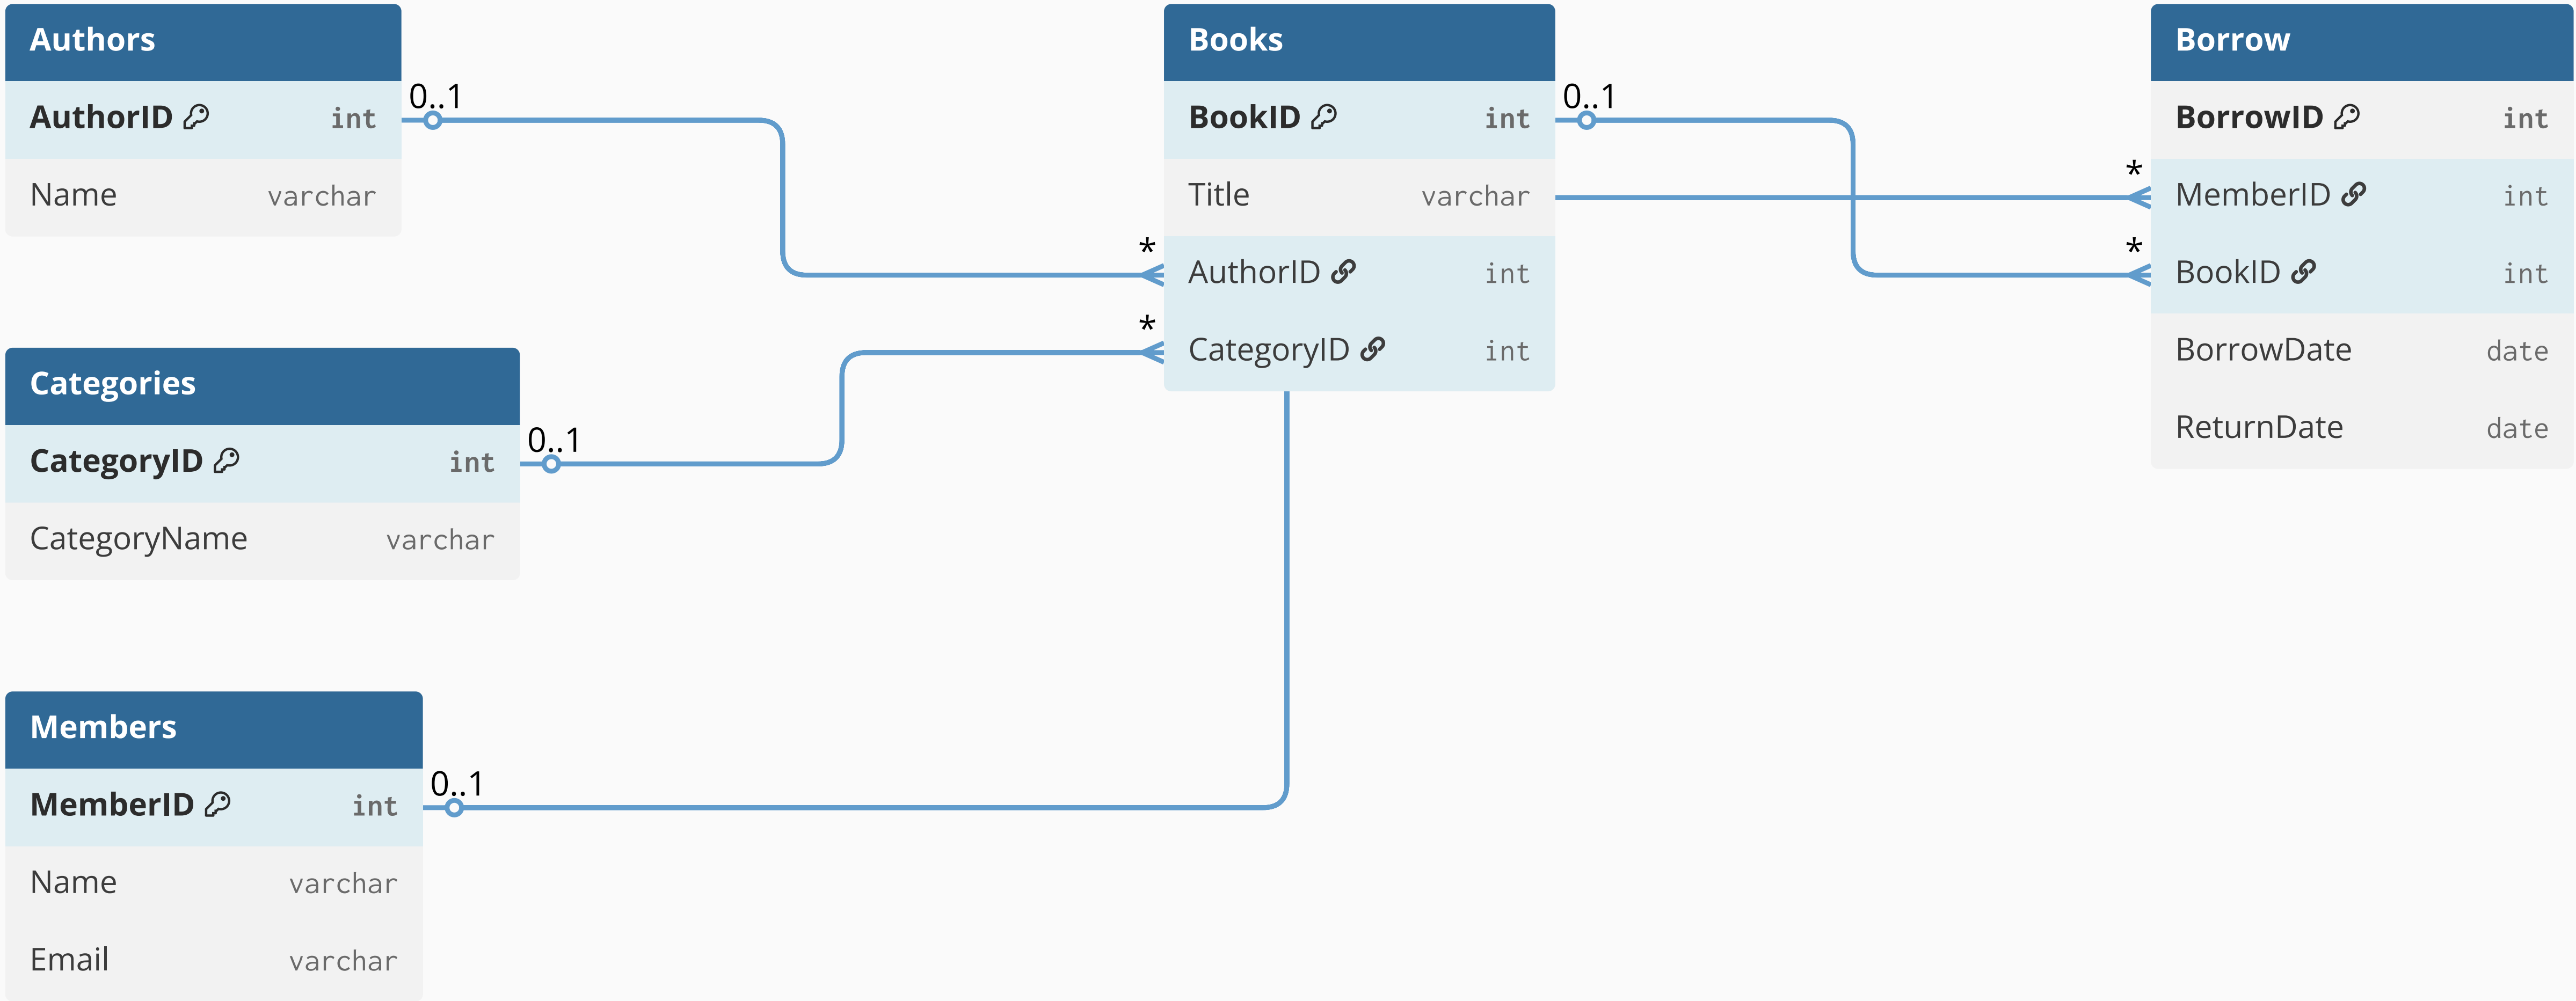 Authors
AuthorID int
Name varchar
0..1
Categories
CategoryID int
CategoryName varchar
0..1
Members
MemberID int
Name varchar
Email varchar
0..1
Books
BookID int
Title varchar
* AuthorID int
* CategoryID int
0..1
Borrow
BorrowID int
* MemberID int
* BookID int
BorrowDate date
ReturnDate date